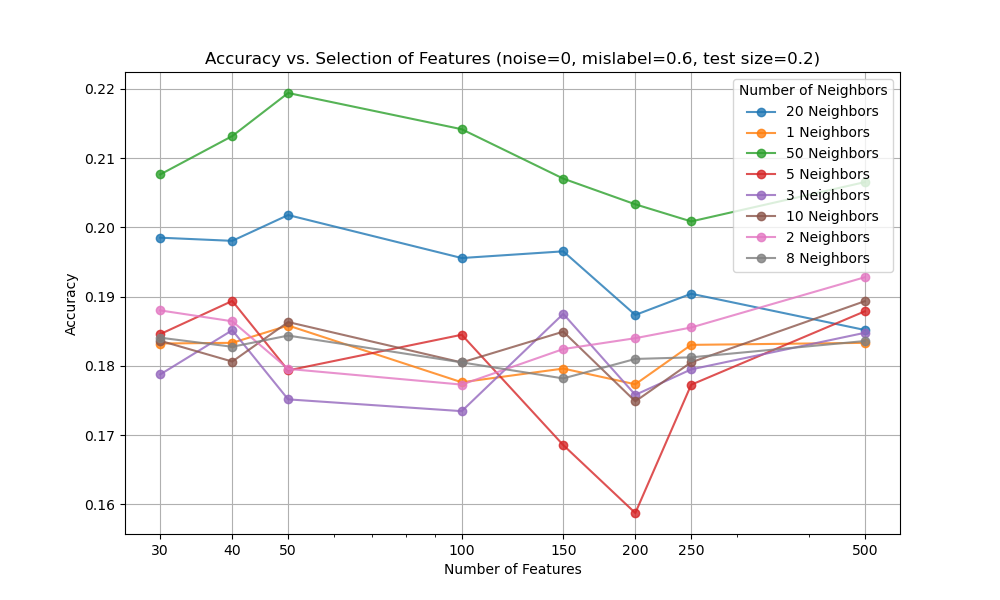 Accuracy vs. Selection of Features (noise=0, mislabel=0.6, test size=0.2)
Accuracy
0.22
0.21
0.20
0.19
0.18
0.17
0.16
Number of Neighbors
20 Neighbors
1 Neighbors
50 Neighbors
5 Neighbors
3 Neighbors
10 Neighbors
2 Neighbors
8 Neighbors
30 40 50 100 150 200 250 500
Number of Features